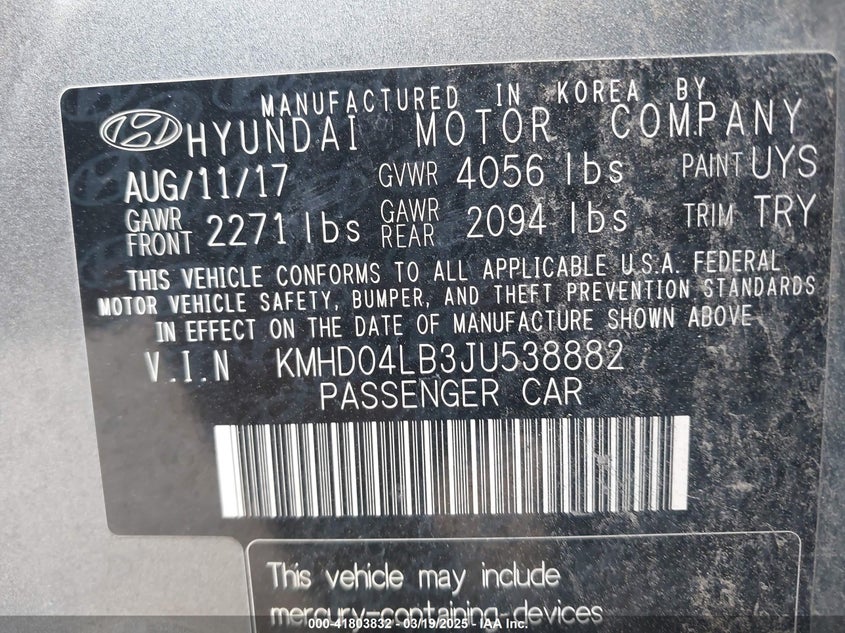 MANUFACTURED IN KOREA BY
HYUNDAI MOTOR COMPANY
AUG/11/17 GVWR 4056 lbs PAINT UYS
GAWR FRONT 2271 lbs GAWR REAR 2094 lbs TRIM TRY
THIS VEHICLE CONFORMS TO ALL APPLICABLE U.S.A. FEDERAL
MOTOR VEHICLE SAFETY, BUMPER, AND THEFT PREVENTION STANDARDS
IN EFFECT ON THE DATE OF MANUFACTURE SHOWN ABOVE
V.I.N KMHD04LB3JU538882
PASSENGER CAR
This vehicle may include
mercury-containing devices
000-41803832 - 03/19/2025 - IAA Inc.